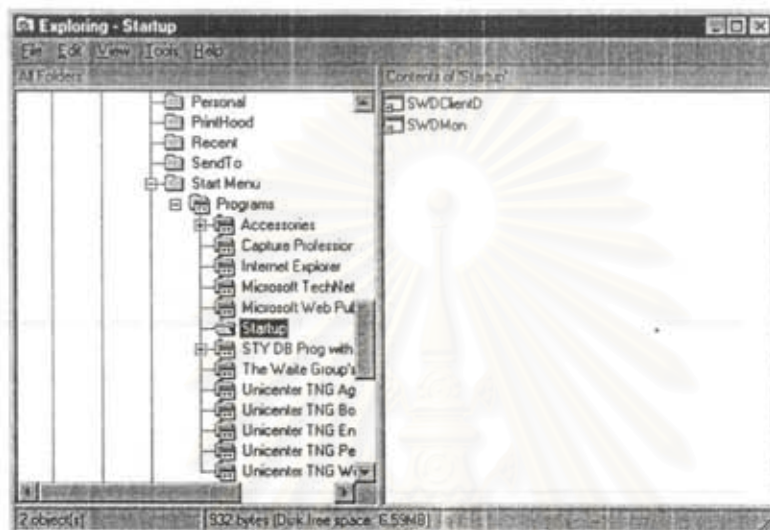 Exploring - Startup
File Edit View Tools Help
All Folders
Contents of 'Startup'
Personal
PrintHood
Recent
SendTo
Start Menu
Programs
Accessories
Capture Profession
Internet Explorer
Microsoft TechNet
Microsoft Web Pub
Startup
STY DB Prog with
The Waite Group's
Unicenter TNG Ag
Unicenter TNG Bo
Unicenter TNG En
Unicenter TNG Pe
Unicenter TNG Wo
SWDClientD
SWDMon
2 object(s)
932 bytes (Disk free space: 6.59MB)